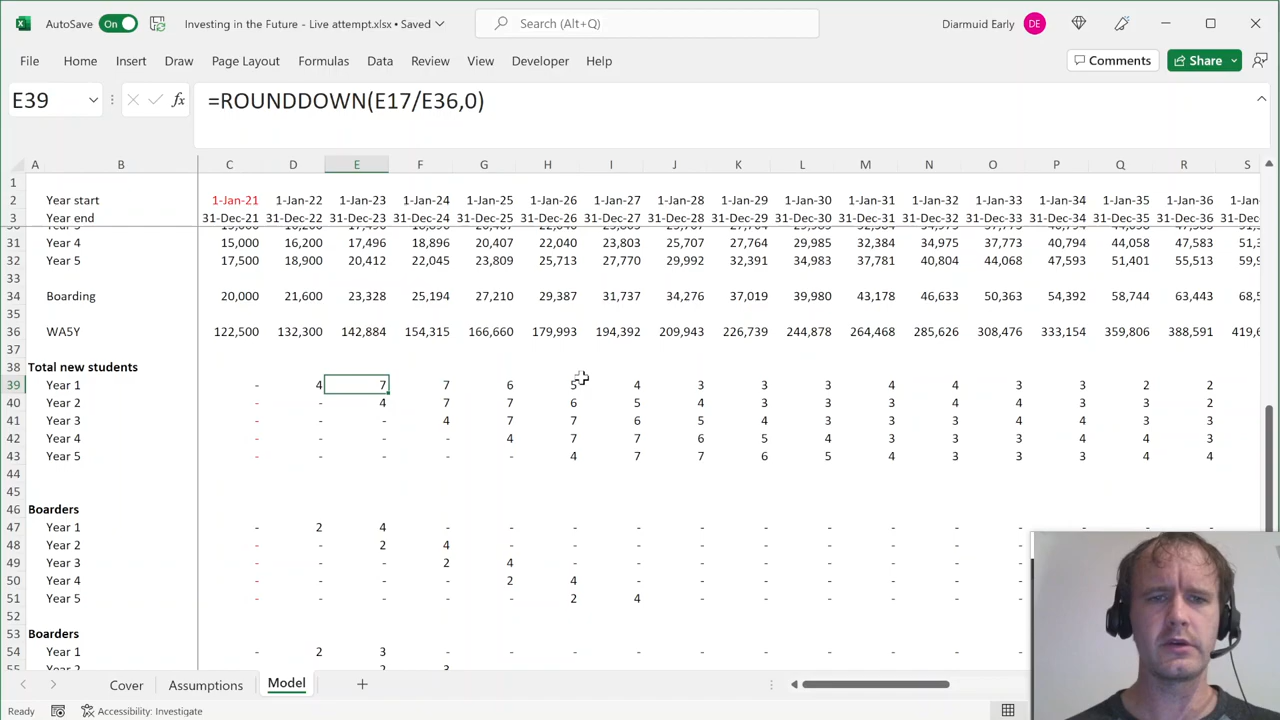 AutoSave On Investing in the Future - Live attempt.xlsx • Saved Search (Alt+Q) Diarmuid Early DE
File Home Insert Draw Page Layout Formulas Data Review View Developer Help Comments Share
E39 fx =ROUNDDOWN(E17/E36,0)
A B C D E F G H I J K L M N O P Q R S
1
2 Year start 1-Jan-21 1-Jan-22 1-Jan-23 1-Jan-24 1-Jan-25 1-Jan-26 1-Jan-27 1-Jan-28 1-Jan-29 1-Jan-30 1-Jan-31 1-Jan-32 1-Jan-33 1-Jan-34 1-Jan-35 1-Jan-36 1-Jan
3 Year end 31-Dec-21 31-Dec-22 31-Dec-23 31-Dec-24 31-Dec-25 31-Dec-26 31-Dec-27 31-Dec-28 31-Dec-29 31-Dec-30 31-Dec-31 31-Dec-32 31-Dec-33 31-Dec-34 31-Dec-35 31-Dec-36 31-Dec
31 Year 4 15,000 16,200 17,496 18,896 20,407 22,040 23,803 25,707 27,764 29,985 32,384 34,975 37,773 40,794 44,058 47,583 51,3
32 Year 5 17,500 18,900 20,412 22,045 23,809 25,713 27,770 29,992 32,391 34,983 37,781 40,804 44,068 47,593 51,401 55,513 59,9
33
34 Boarding 20,000 21,600 23,328 25,194 27,210 29,387 31,737 34,276 37,019 39,980 43,178 46,633 50,363 54,392 58,744 63,443 68,5
35
36 WA5Y 122,500 132,300 142,884 154,315 166,660 179,993 194,392 209,943 226,739 244,878 264,468 285,626 308,476 333,154 359,806 388,591 419,6
37
38 Total new students
39 Year 1 - 4 7 7 6 5 4 3 3 3 4 4 3 3 2 2
40 Year 2 - - 4 7 7 6 5 4 3 3 3 4 4 3 3 2
41 Year 3 - - - 4 7 7 6 5 4 3 3 3 4 4 3 3
42 Year 4 - - - - 4 7 7 6 5 4 3 3 3 4 4 3
43 Year 5 - - - - - 4 7 7 6 5 4 3 3 3 4 4
44
45
46 Boarders
47 Year 1 - 2 4 - - - - - - - - - - - - -
48 Year 2 - - 2 4 - - - - - - - - - -
49 Year 3 - - - 2 4 - - - - - - - -
50 Year 4 - - - - 2 4 - - - - - - -
51 Year 5 - - - - - 2 4 - - - - - -
52
53 Boarders
54 Year 1 - 2 3 - - - - - - - - - -
Cover Assumptions Model
Ready Accessibility: Investigate